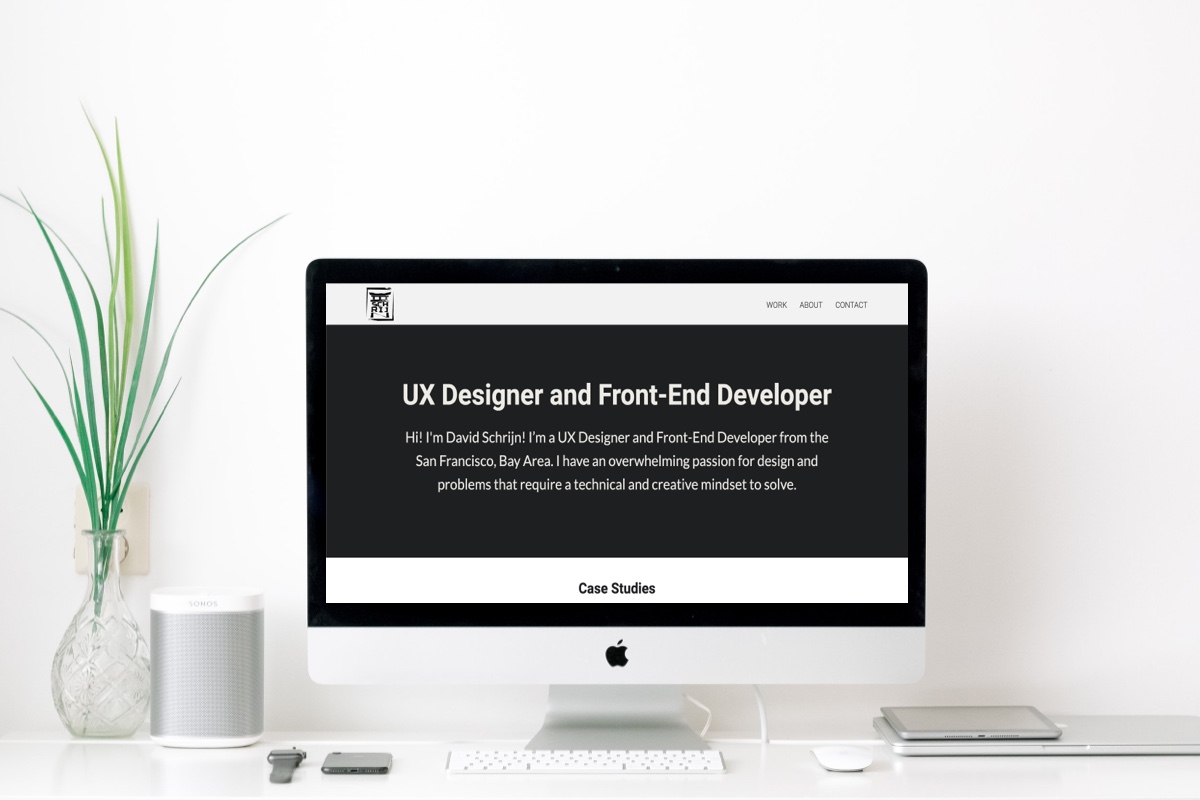 WORK ABOUT CONTACT
UX Designer and Front-End Developer
Hi! I'm David Schrijn! I'm a UX Designer and Front-End Developer from the
San Francisco, Bay Area. I have an overwhelming passion for design and
problems that require a technical and creative mindset to solve.
Case Studies
SONOS